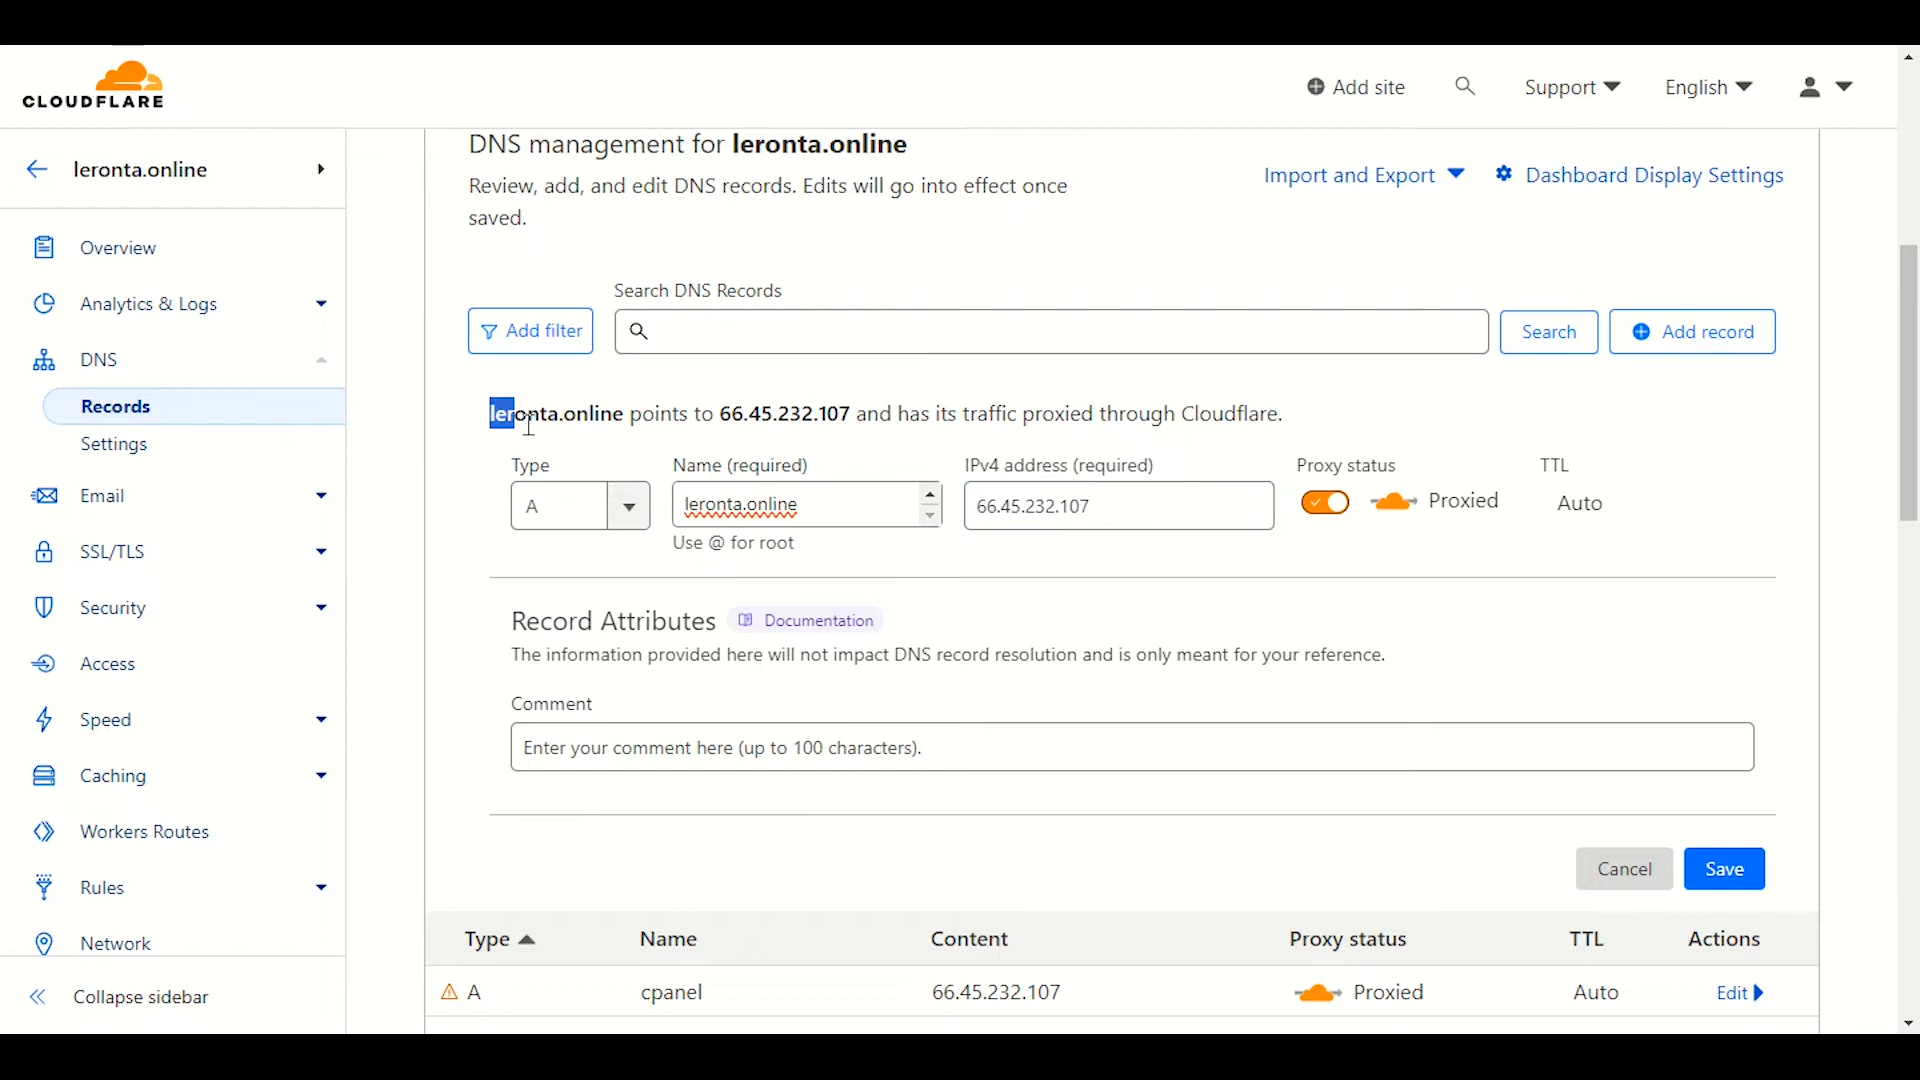 CLOUDFLARE
Add site
Support
English
leronta.online
Overview
Analytics & Logs
DNS
Records
Settings
Email
SSL/TLS
Security
Access
Speed
Caching
Workers Routes
Rules
Network
Collapse sidebar
DNS management for leronta.online
Review, add, and edit DNS records. Edits will go into effect once
saved.
Import and Export
Dashboard Display Settings
Search DNS Records
Add filter
Search
Add record
leronta.online points to 66.45.232.107 and has its traffic proxied through Cloudflare.
Type Name (required) IPv4 address (required) Proxy status TTL
A leronta.online 66.45.232.107 Proxied Auto
Use @ for root
Record Attributes Documentation
The information provided here will not impact DNS record resolution and is only meant for your reference.
Comment
Enter your comment here (up to 100 characters).
Cancel Save
Type Name Content Proxy status TTL Actions
A cpanel 66.45.232.107 Proxied Auto Edit